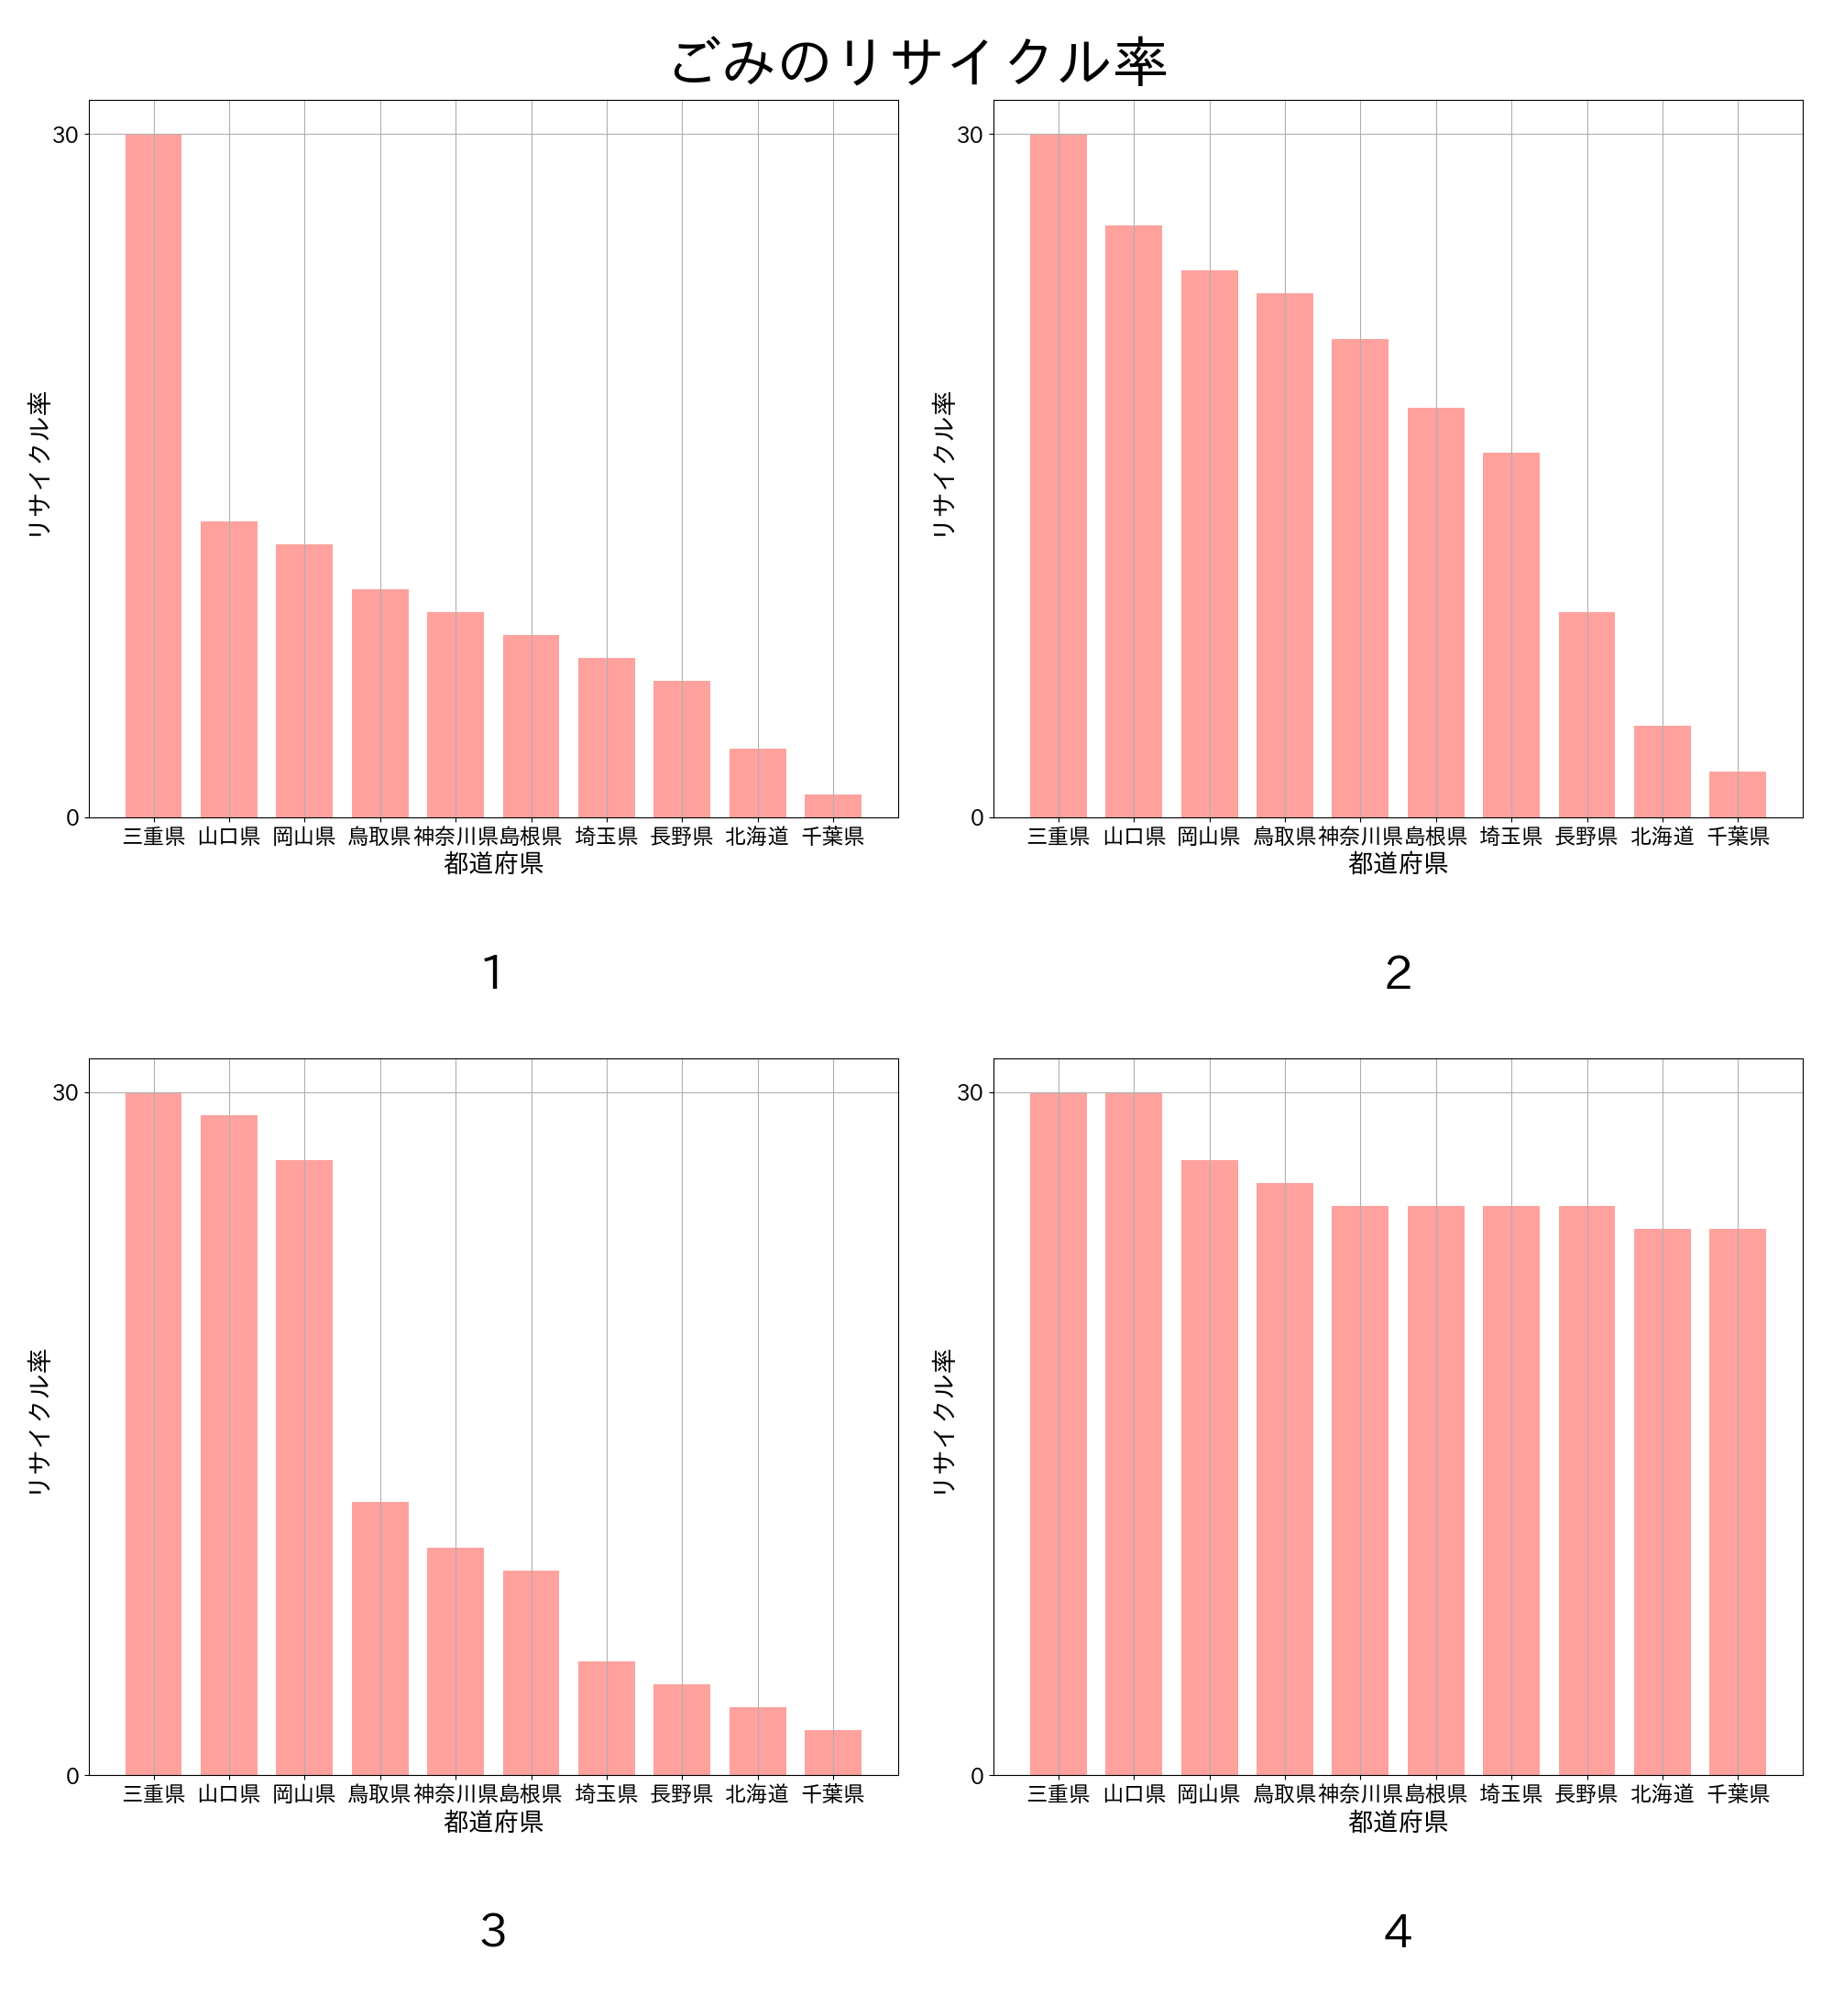 ごみのリサイクル率
30
0
リサイクル率
三重県 山口県 岡山県 鳥取県 神奈川県 島根県 埼玉県 長野県 北海道 千葉県
都道府県
1
30
0
リサイクル率
三重県 山口県 岡山県 鳥取県 神奈川県 島根県 埼玉県 長野県 北海道 千葉県
都道府県
2
30
0
リサイクル率
三重県 山口県 岡山県 鳥取県 神奈川県 島根県 埼玉県 長野県 北海道 千葉県
都道府県
3
30
0
リサイクル率
三重県 山口県 岡山県 鳥取県 神奈川県 島根県 埼玉県 長野県 北海道 千葉県
都道府県
4